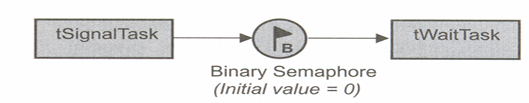 tSignalTask
B
tWaitTask
Binary Semaphore
(Initial value = 0)